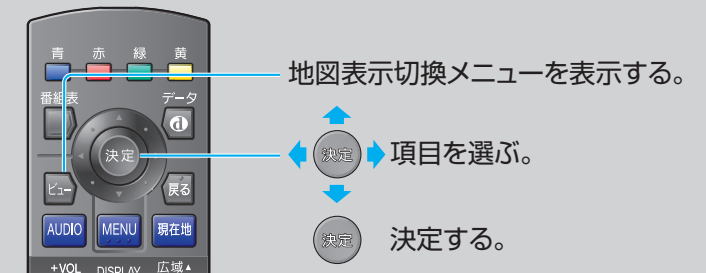 青 赤 緑 黄
地図表示切換メニューを表示する。
番組表 データ
d
決定
決定 項目を選ぶ。
ビュー 戻る
AUDIO MENU 現在地
決定 決定する。
+VOL DISPLAY 広域▲